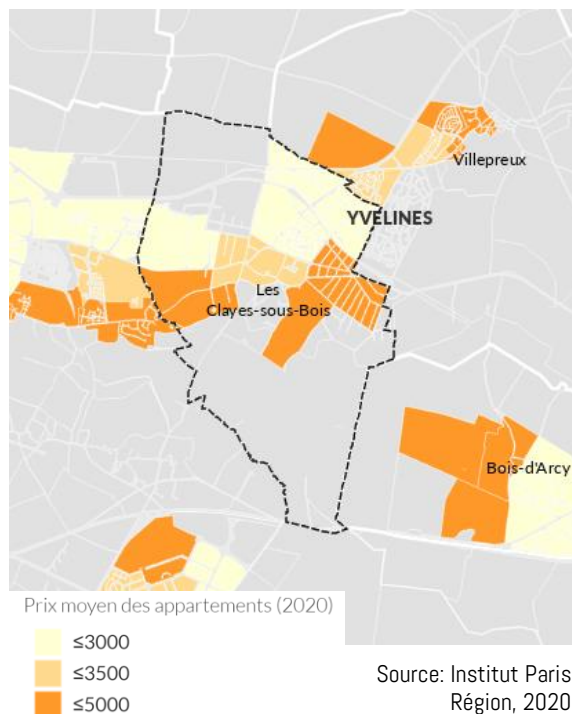 Villepreux
YVELINES
Les
Clayes-sous-Bois
Bois-d'Arcy
Prix moyen des appartements (2020)
≤3000
≤3500
≤5000
Source: Institut Paris
Région, 2020